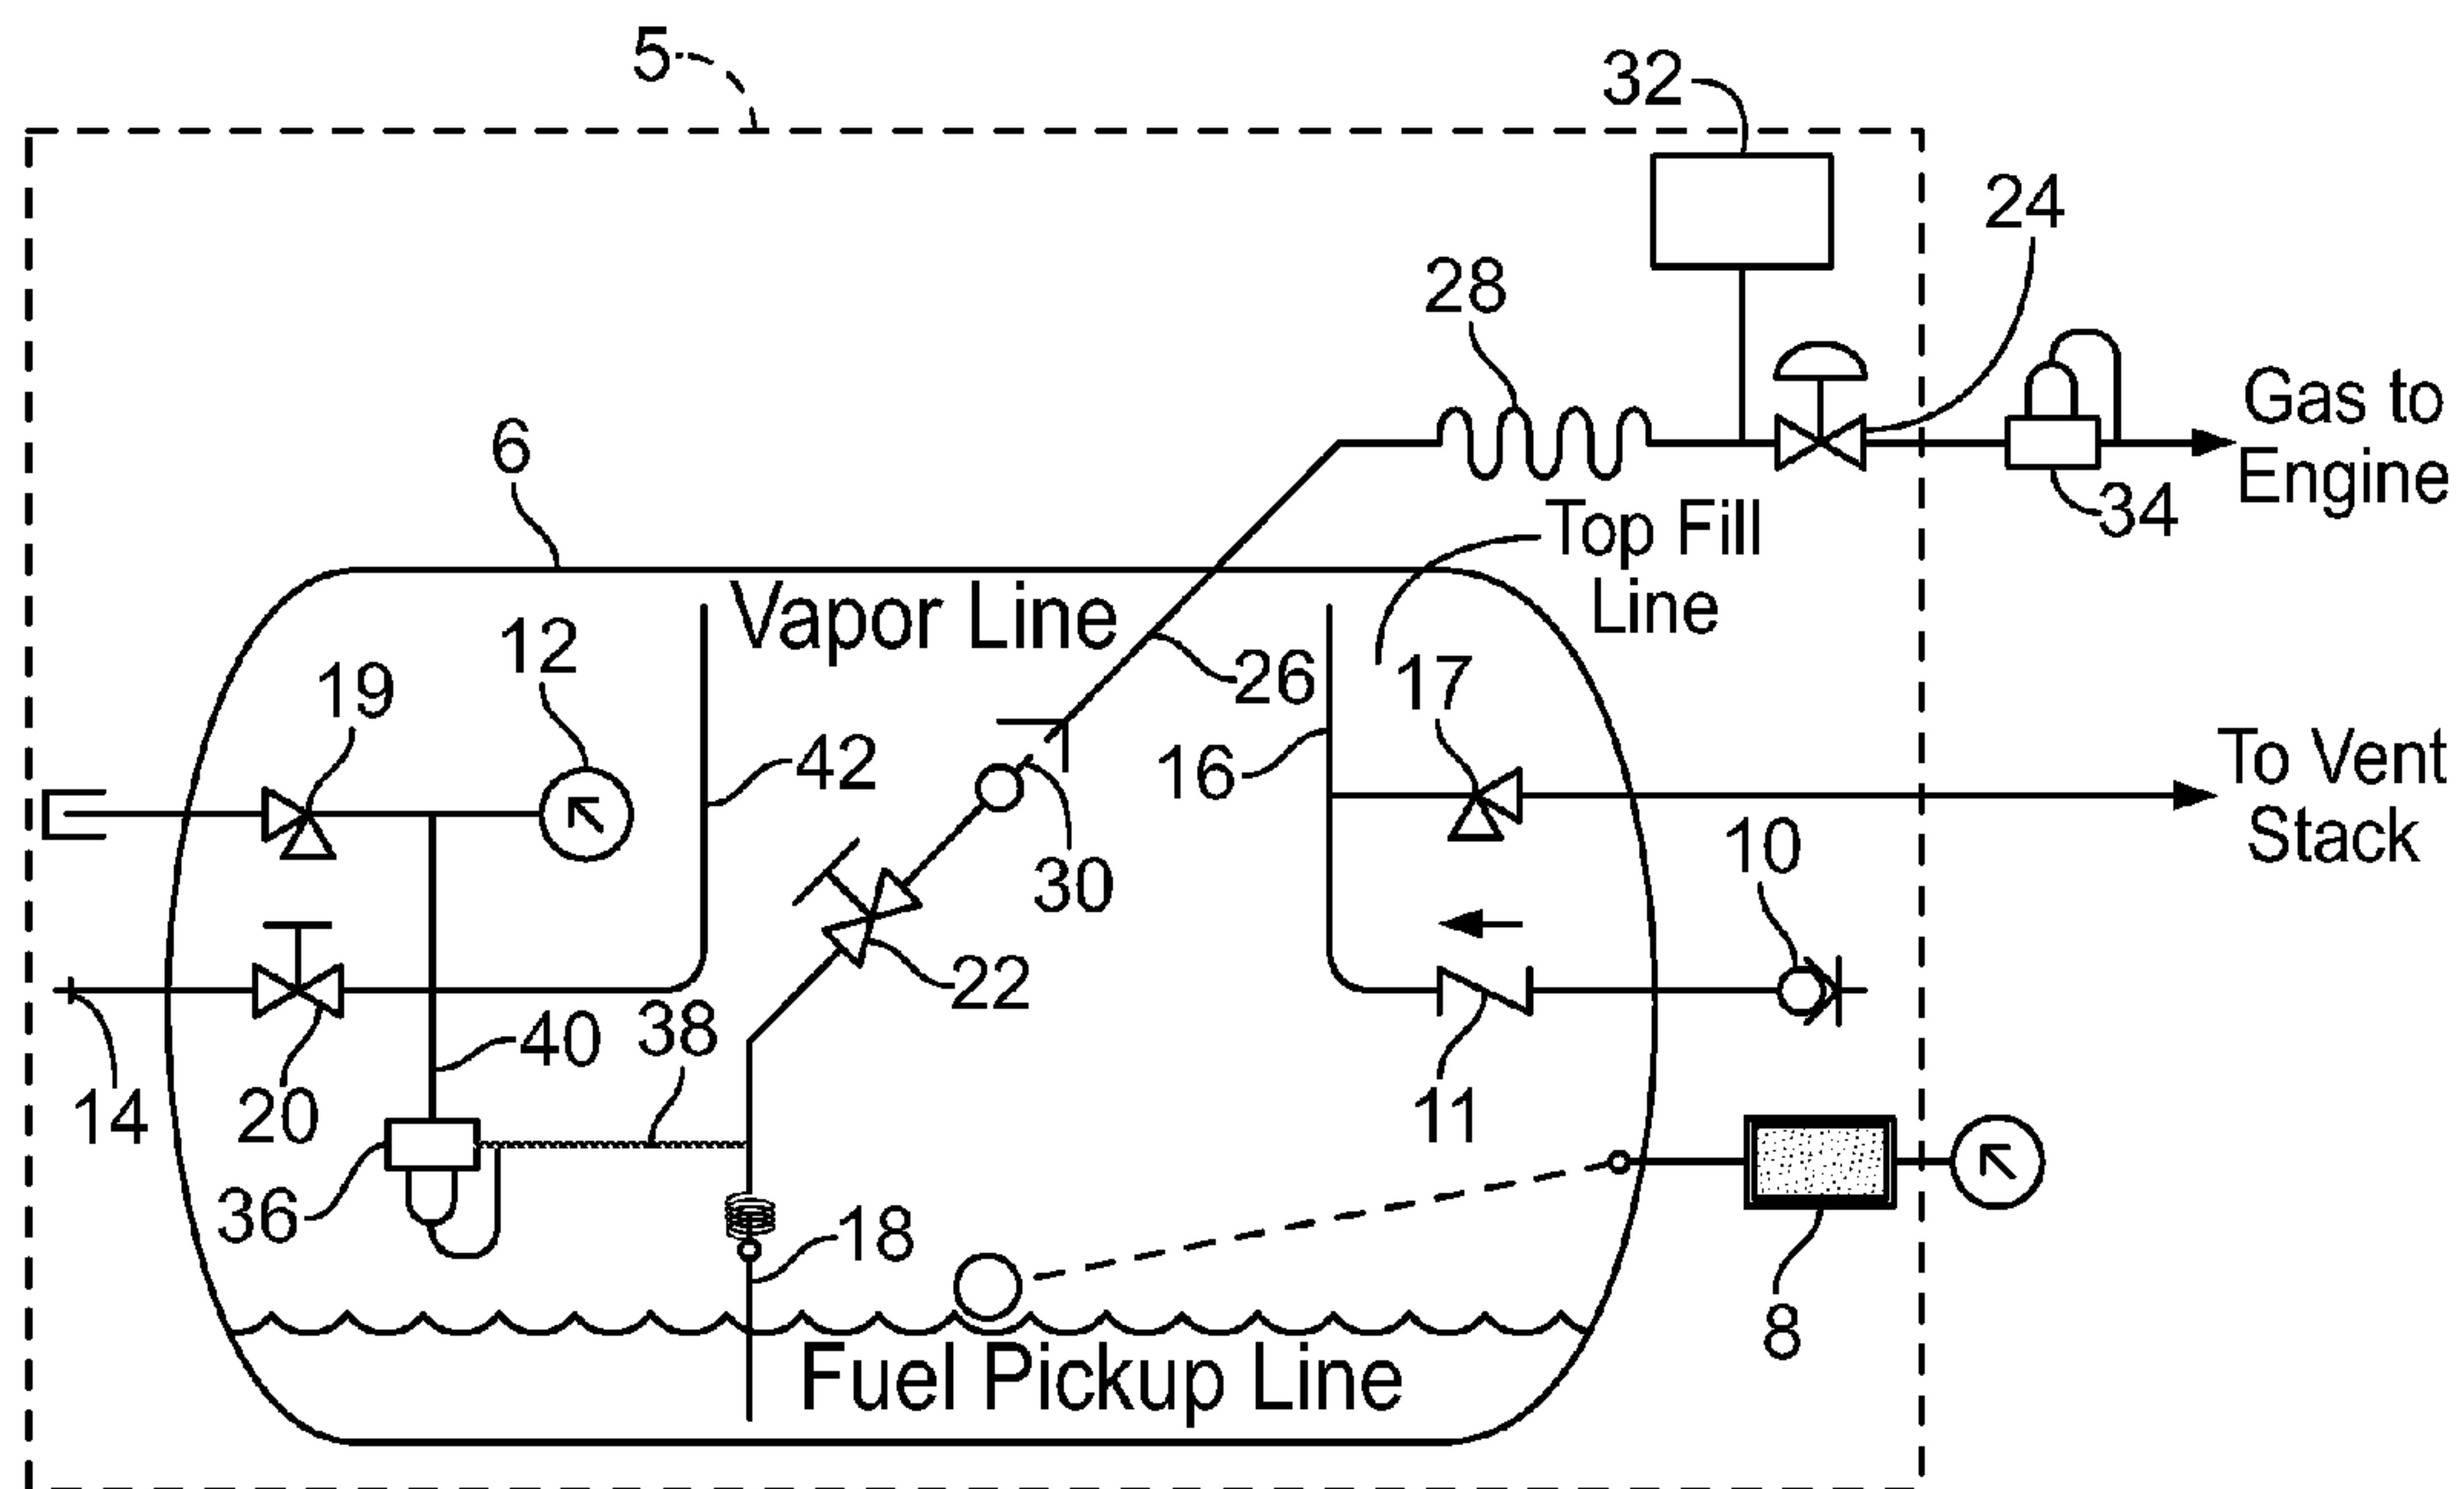 5
32
24
28
6
Gas to
Engine
34
Top Fill
Line
Vapor Line
12
19
26
17
42
16
To Vent
Stack
10
30
22
38
40
14
20
11
36
18
8
Fuel Pickup Line